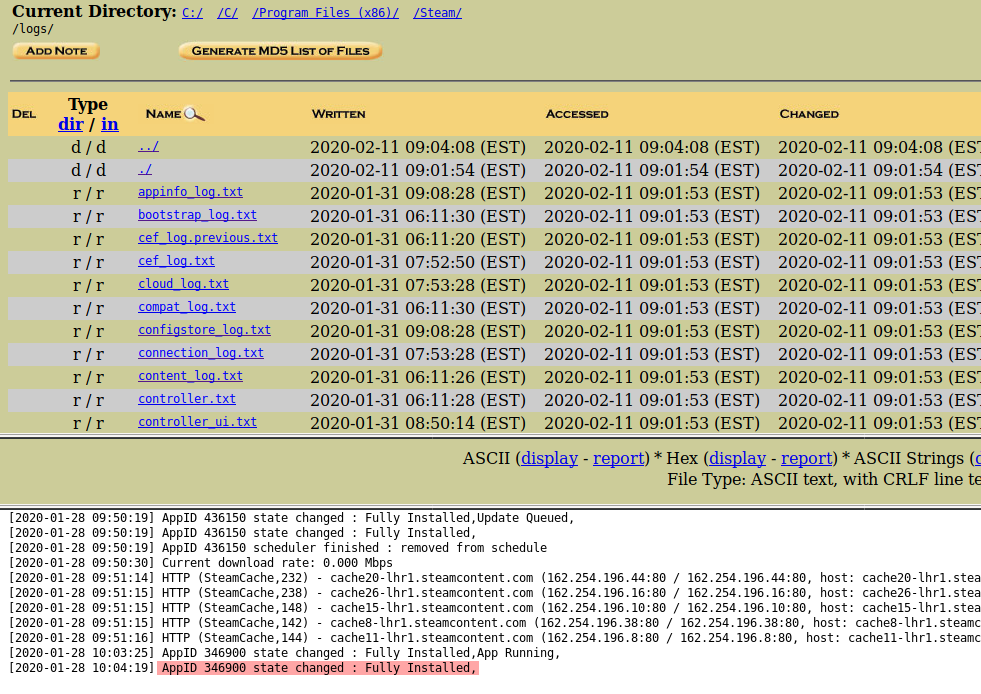 Current Directory: C:/ /C/ /Program Files (x86)/ /Steam/
/logs/
ADD NOTE GENERATE MD5 LIST OF FILES
DEL Type dir / in NAME WRITTEN ACCESSED CHANGED
d / d ../ 2020-02-11 09:04:08 (EST) 2020-02-11 09:04:08 (EST) 2020-02-11 09:04:08 (EST
d / d ./ 2020-02-11 09:01:54 (EST) 2020-02-11 09:01:54 (EST) 2020-02-11 09:01:54 (EST
r / r appinfo_log.txt 2020-01-31 09:08:28 (EST) 2020-02-11 09:01:53 (EST) 2020-02-11 09:01:53 (EST
r / r bootstrap_log.txt 2020-01-31 06:11:30 (EST) 2020-02-11 09:01:53 (EST) 2020-02-11 09:01:53 (EST
r / r cef_log.previous.txt 2020-01-31 06:11:20 (EST) 2020-02-11 09:01:53 (EST) 2020-02-11 09:01:53 (EST
r / r cef_log.txt 2020-01-31 07:52:50 (EST) 2020-02-11 09:01:53 (EST) 2020-02-11 09:01:53 (EST
r / r cloud_log.txt 2020-01-31 07:53:28 (EST) 2020-02-11 09:01:53 (EST) 2020-02-11 09:01:53 (EST
r / r compat_log.txt 2020-01-31 06:11:30 (EST) 2020-02-11 09:01:53 (EST) 2020-02-11 09:01:53 (EST
r / r configstore_log.txt 2020-01-31 09:08:28 (EST) 2020-02-11 09:01:53 (EST) 2020-02-11 09:01:53 (EST
r / r connection_log.txt 2020-01-31 07:53:28 (EST) 2020-02-11 09:01:53 (EST) 2020-02-11 09:01:53 (EST
r / r content_log.txt 2020-01-31 06:11:26 (EST) 2020-02-11 09:01:53 (EST) 2020-02-11 09:01:53 (EST
r / r controller.txt 2020-01-31 06:11:28 (EST) 2020-02-11 09:01:53 (EST) 2020-02-11 09:01:53 (EST
r / r controller_ui.txt 2020-01-31 08:50:14 (EST) 2020-02-11 09:01:53 (EST) 2020-02-11 09:01:53 (EST
ASCII (display - report) * Hex (display - report) * ASCII Strings (
File Type: ASCII text, with CRLF line te
[2020-01-28 09:50:19] AppID 436150 state changed : Fully Installed,Update Queued,
[2020-01-28 09:50:19] AppID 436150 state changed : Fully Installed,
[2020-01-28 09:50:19] AppID 436150 scheduler finished : removed from schedule
[2020-01-28 09:50:30] Current download rate: 0.000 Mbps
[2020-01-28 09:51:14] HTTP (SteamCache,232) - cache20-lhr1.steamcontent.com (162.254.196.44:80 / 162.254.196.44:80, host: cache20-lhr1.stea
[2020-01-28 09:51:15] HTTP (SteamCache,238) - cache26-lhr1.steamcontent.com (162.254.196.16:80 / 162.254.196.16:80, host: cache26-lhr1.stea
[2020-01-28 09:51:15] HTTP (SteamCache,148) - cache15-lhr1.steamcontent.com (162.254.196.10:80 / 162.254.196.10:80, host: cache15-lhr1.stea
[2020-01-28 09:51:15] HTTP (SteamCache,142) - cache8-lhr1.steamcontent.com (162.254.196.38:80 / 162.254.196.38:80, host: cache8-lhr1.steamc
[2020-01-28 09:51:16] HTTP (SteamCache,144) - cache11-lhr1.steamcontent.com (162.254.196.8:80 / 162.254.196.8:80, host: cache11-lhr1.steamc
[2020-01-28 10:03:25] AppID 346900 state changed : Fully Installed,App Running,
[2020-01-28 10:04:19] AppID 346900 state changed : Fully Installed,